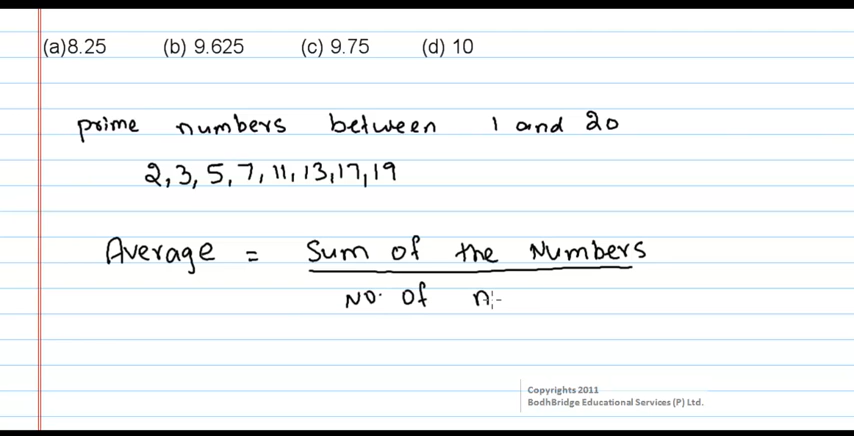 (a)8.25 (b) 9.625 (c) 9.75 (d) 10
prime numbers between 1 and 20
2, 3, 5, 7, 11, 13, 17, 19
Average = Sum of the Numbers
No. of n
Copyrights 2011
BodhBridge Educational Services (P) Ltd.